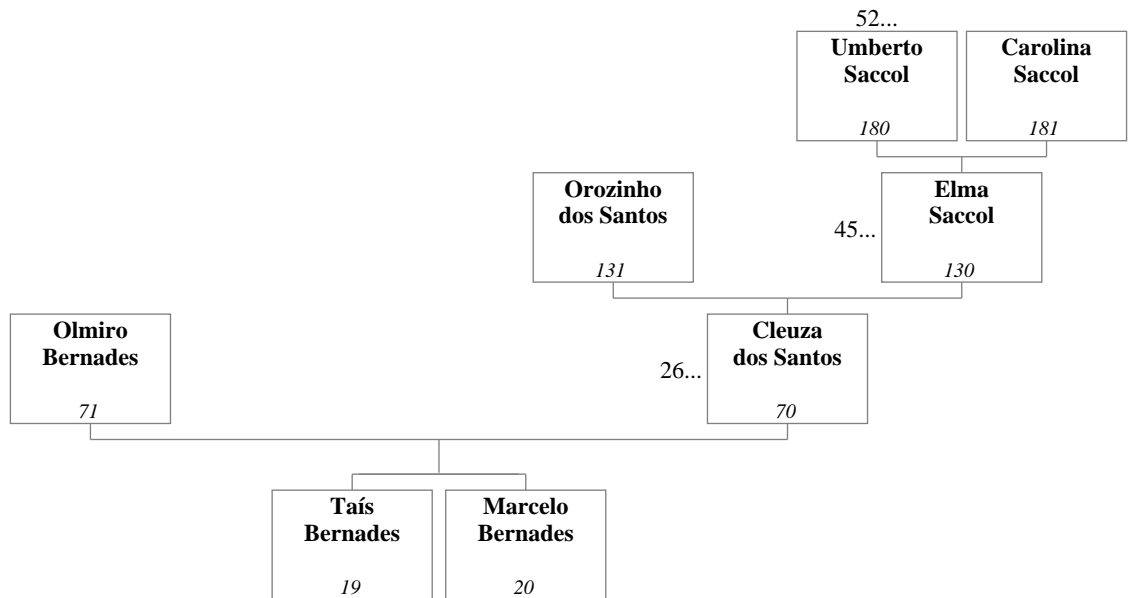 52...
Umberto
Saccol
180
Carolina
Saccol
181
Orozinho
dos Santos
131
45...
Elma
Saccol
130
Olmiro
Bernades
71
26...
Cleuza
dos Santos
70
Taís
Bernades
19
Marcelo
Bernades
20